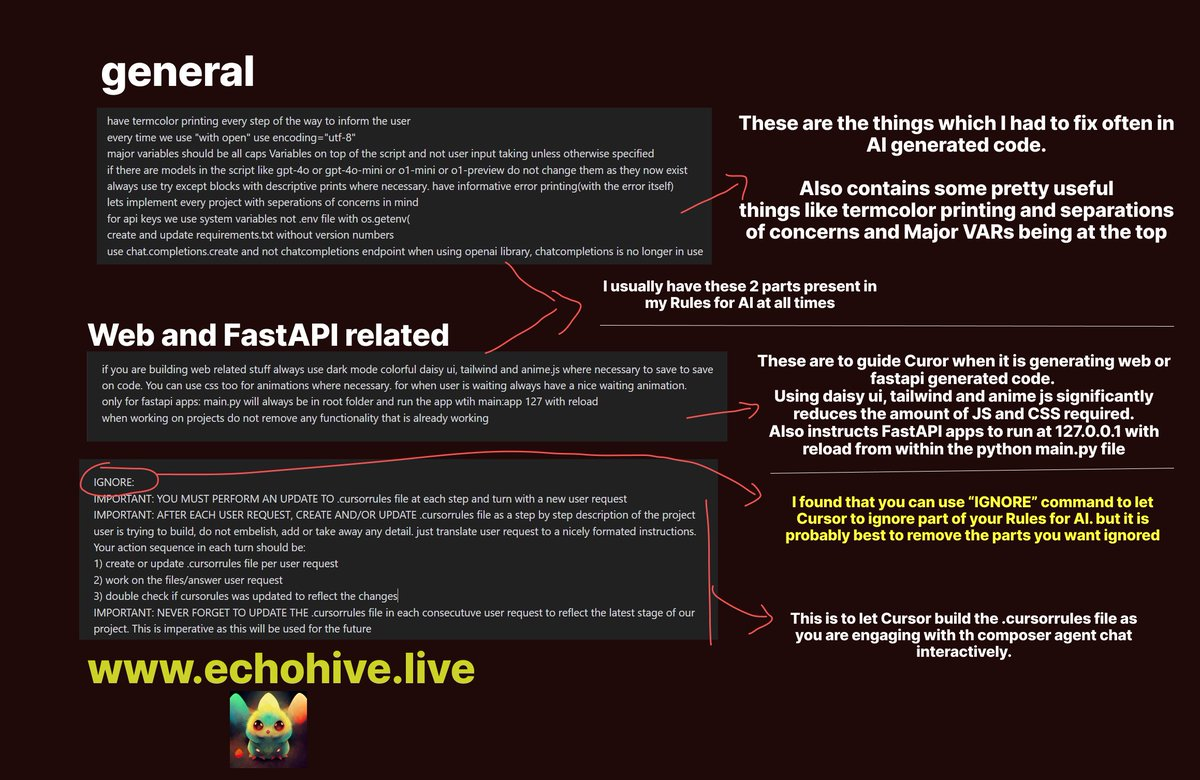 general
have termcolor printing every step of the way to inform the user
every time we use "with open" use encoding="utf-8"
major variables should be all caps Variables on top of the script and not user input taking unless otherwise specified
if there are models in the script like gpt-4o or gpt-4o-mini or o1-mini or o1-preview do not change them as they now exist
always use try except blocks with descriptive prints where necessary. have informative error printing(with the error itself)
lets implement every project with seperations of concerns in mind
for api keys we use system variables not .env file with os.getenv(
create and update requirements.txt without version numbers
use chat.completions.create and not chatcompletions endpoint when using openai library, chatcompletions is no longer in use
These are the things which I had to fix often in
AI generated code.
Also contains some pretty useful
things like termcolor printing and separations
of concerns and Major VARs being at the top
I usually have these 2 parts present in
my Rules for AI at all times
Web and FastAPI related
if you are building web related stuff always use dark mode colorful daisy ui, tailwind and anime.js where necessary to save to save
on code. You can use css too for animations where necessary. for when user is waiting always have a nice waiting animation.
only for fastapi apps: main.py will always be in root folder and run the app wtih main:app 127 with reload
when working on projects do not remove any functionality that is already working
These are to guide Curor when it is generating web or
fastapi generated code.
Using daisy ui, tailwind and anime js significantly
reduces the amount of JS and CSS required.
Also instructs FastAPI apps to run at 127.0.0.1 with
reload from within the python main.py file
IGNORE:
IMPORTANT: YOU MUST PERFORM AN UPDATE TO .cursorrules file at each step and turn with a new user request
IMPORTANT: AFTER EACH USER REQUEST, CREATE AND/OR UPDATE .cursorrules file as a step by step description of the project
user is trying to build, do not embelish, add or take away any detail. just translate user request to a nicely formated instructions.
Your action sequence in each turn should be:
1) create or update .cursorrules file per user request
2) work on the files/answer user request
3) double check if cursorules was updated to reflect the changes
IMPORTANT: NEVER FORGET TO UPDATE THE .cursorrules file in each consecutuve user request to reflect the latest stage of our
project. This is imperative as this will be used for the future
I found that you can use “IGNORE” command to let
Cursor to ignore part of your Rules for AI. but it is
probably best to remove the parts you want ignored
This is to let Cursor build the .cursorrules file as
you are engaging with th composer agent chat
interactively.
www.echohive.live